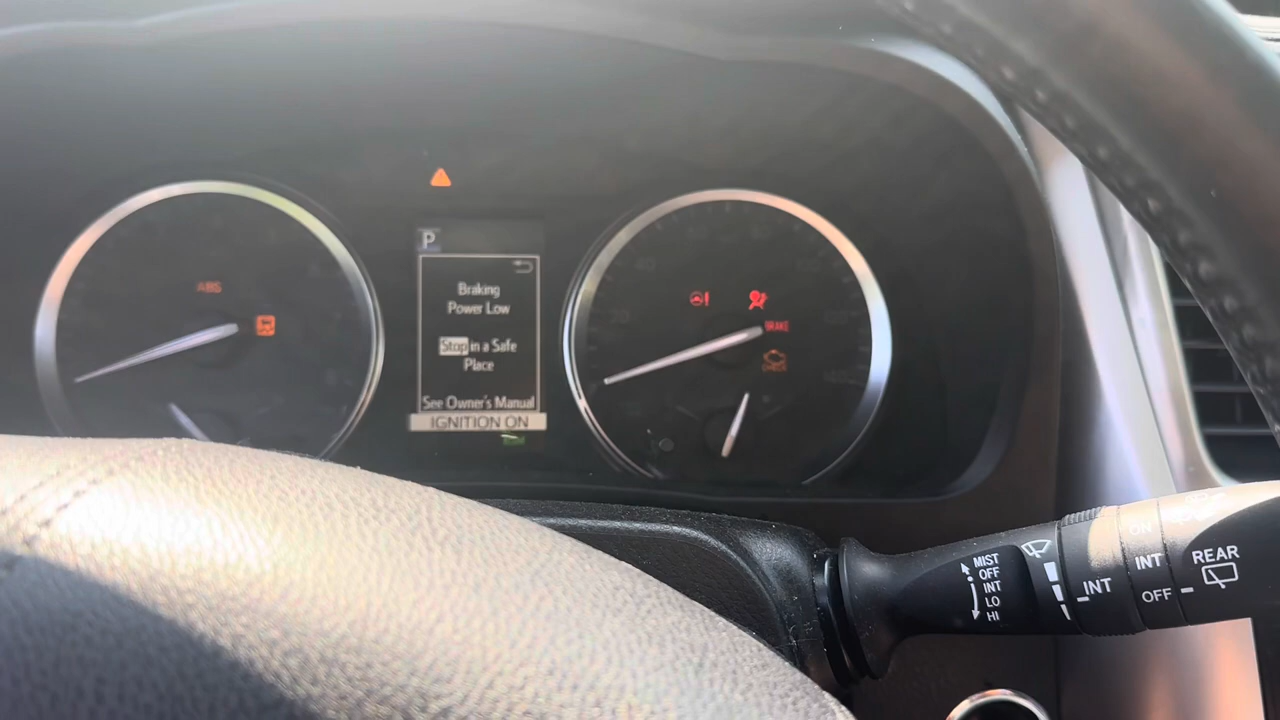 ABS
P
Braking
Power Low
Stop in a Safe
Place
See Owner's Manual
IGNITION ON
BRAKE
CHECK
MIST
OFF
INT
LO
HI
INT
ON
INT
OFF
REAR